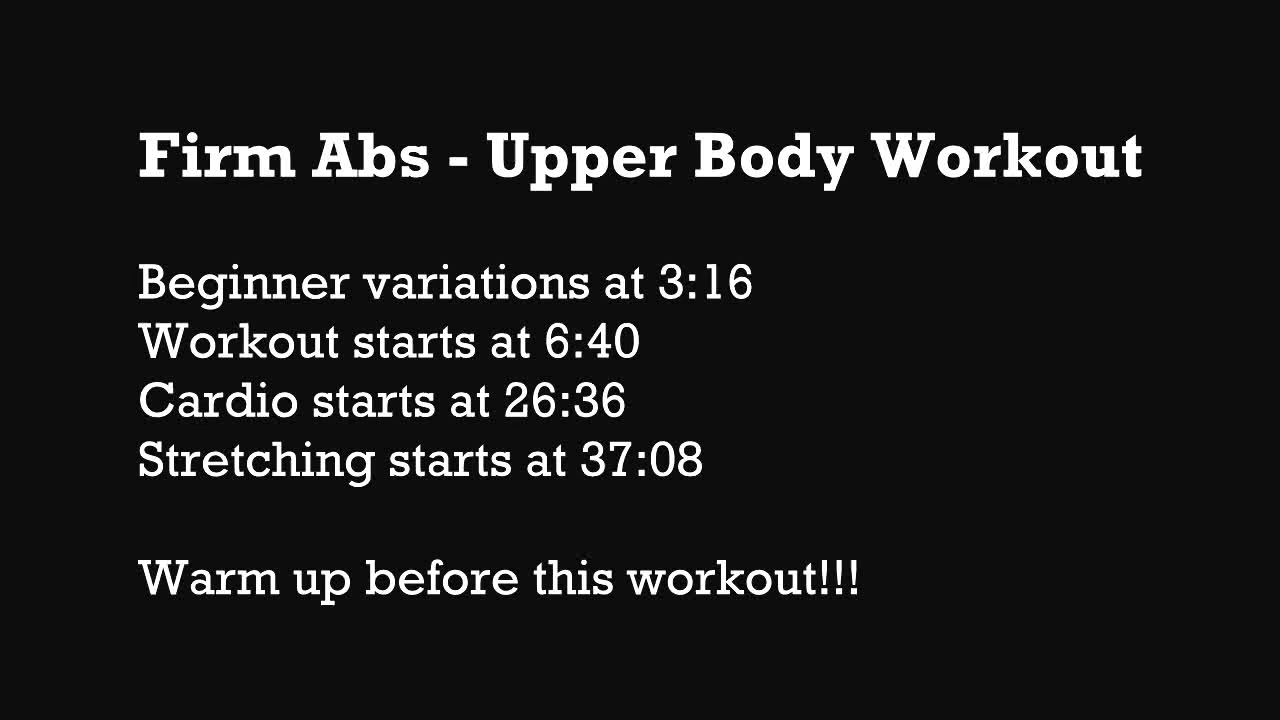 Firm Abs - Upper Body Workout
Beginner variations at 3:16
Workout starts at 6:40
Cardio starts at 26:36
Stretching starts at 37:08
Warm up before this workout!!!